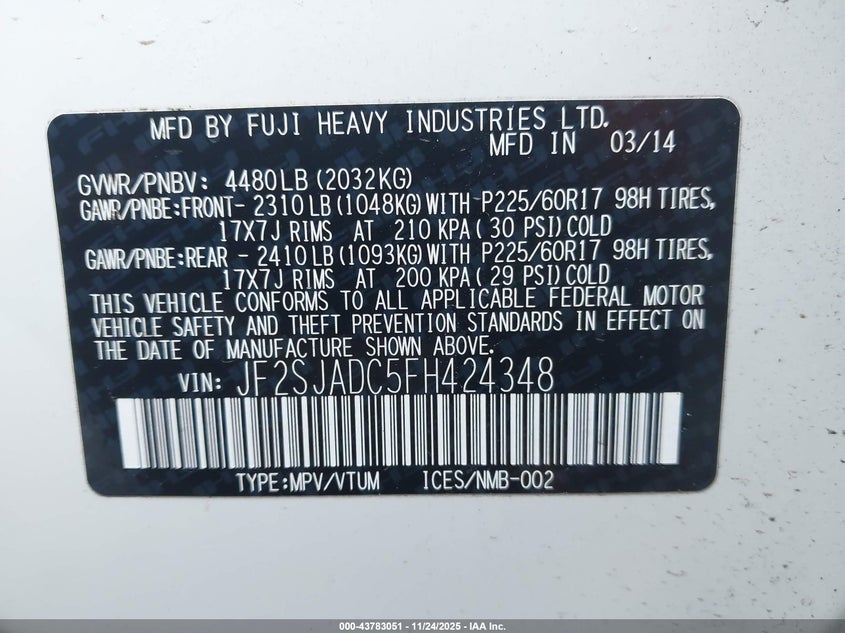 MFD BY FUJI HEAVY INDUSTRIES LTD.
MFD IN 03/14
GVWR/PNBV: 4480LB (2032KG)
GAWR/PNBE:FRONT- 2310LB (1048KG) WITH P225/60R17 98H TIRES,
17X7J RIMS AT 210 KPA ( 30 PSI) COLD
GAWR/PNBE:REAR - 2410LB (1093KG) WITH P225/60R17 98H TIRES,
17X7J RIMS AT 200 KPA ( 29 PSI) COLD
THIS VEHICLE CONFORMS TO ALL APPLICABLE FEDERAL MOTOR
VEHICLE SAFETY AND THEFT PREVENTION STANDARDS IN EFFECT ON
THE DATE OF MANUFACTURE SHOWN ABOVE.
VIN: JF2SJADC5FH424348
TYPE:MPV/VTUM ICES/NMB-002
000-43783051 - 11/24/2025 - IAA Inc.